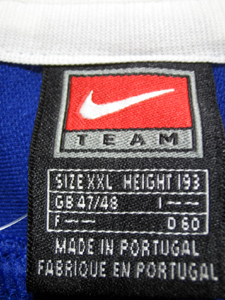 TEAM
SIZE XXL HEIGHT 193
GB 47/48 I ––
F –– D 60
MADE IN PORTUGAL
FABRIQUE EN PORTUGAL